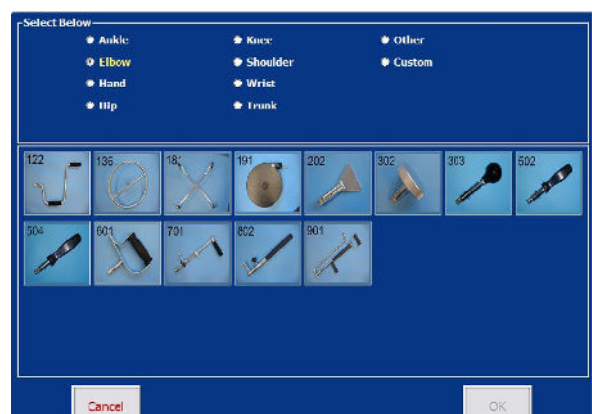 Select Below
Ankle Knee Other
Elbow Shoulder Custom
Hand Wrist
Hip Trunk
122 136 181 191 202 302 303 502
504 601 701 802 901
Cancel OK